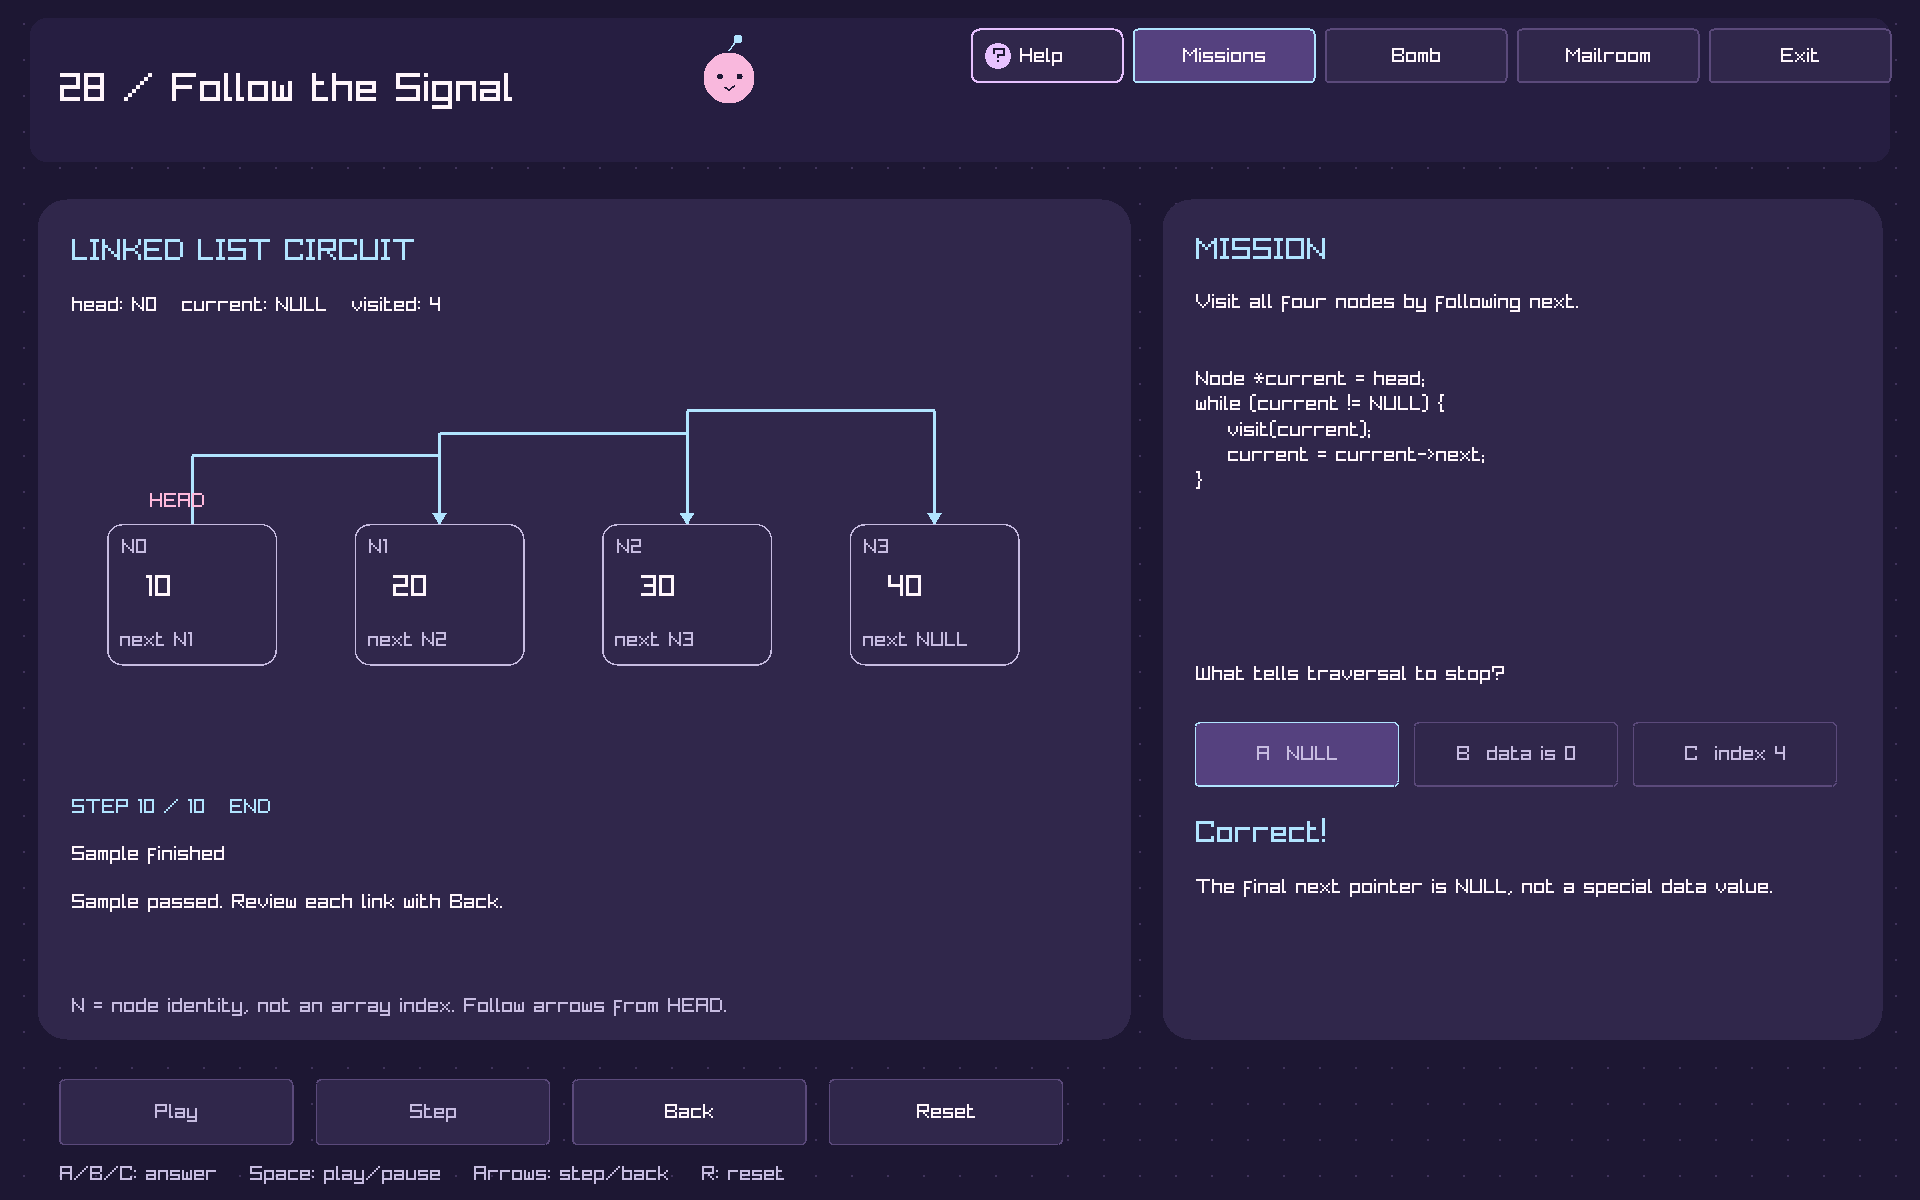 28 / Follow the Signal
? Help
Missions
Bomb
Mailroom
Exit
LINKED LIST CIRCUIT
head: N0 current: NULL visited: 4
HEAD
N0
10
next N1
N1
20
next N2
N2
30
next N3
N3
40
next NULL
STEP 10 / 10 END
Sample finished
Sample passed. Review each link with Back.
N = node identity, not an array index. Follow arrows from HEAD.
MISSION
Visit all four nodes by following next.
Node *current = head;
while (current != NULL) {
visit(current);
current = current->next;
}
What tells traversal to stop?
A NULL
B data is 0
C index 4
Correct!
The final next pointer is NULL, not a special data value.
Play
Step
Back
Reset
A/B/C: answer Space: play/pause Arrows: step/back R: reset